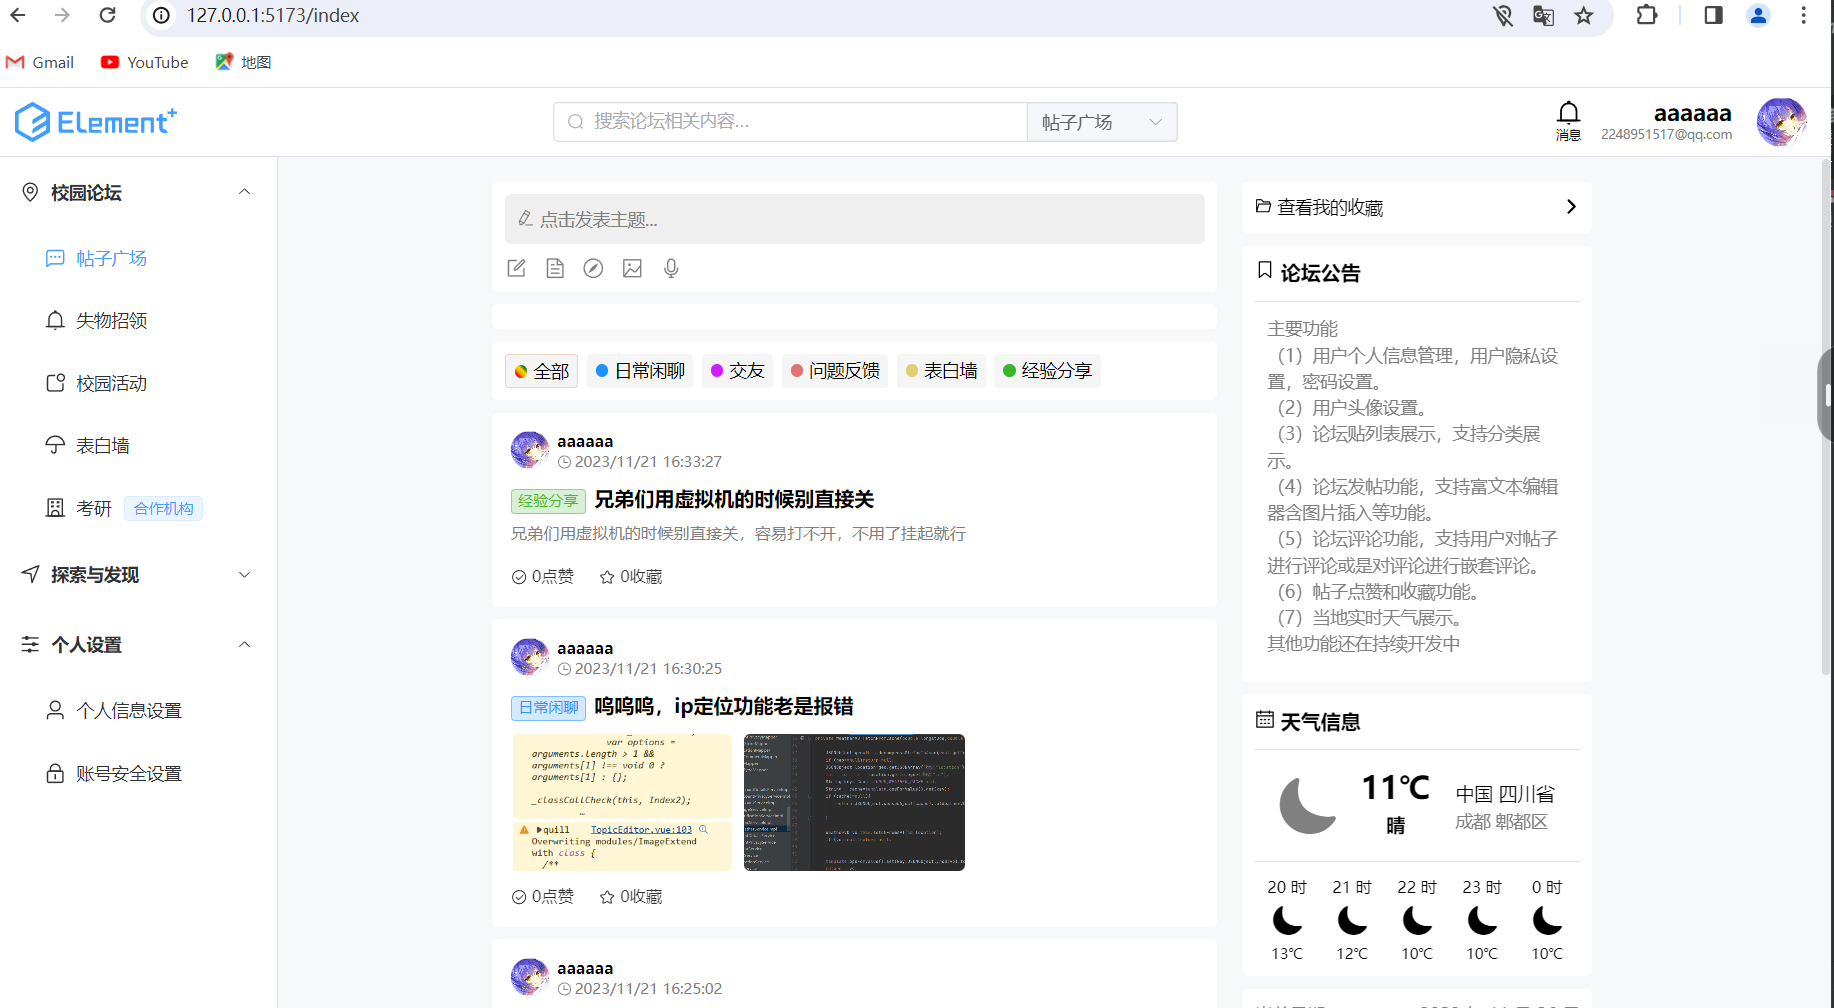 127.0.0.1:5173/index
Gmail
YouTube
地图
ELement+
搜索论坛相关内容...
帖子广场
消息
aaaaaa
2248951517@qq.com
校园论坛
帖子广场
失物招领
校园活动
表白墙
考研 合作机构
探索与发现
个人设置
个人信息设置
账号安全设置
点击发表主题...
全部
日常闲聊
交友
问题反馈
表白墙
经验分享
aaaaaa
2023/11/21 16:33:27
经验分享 兄弟们用虚拟机的时候别直接关
兄弟们用虚拟机的时候别直接关，容易打不开，不用了挂起就行
0点赞 0收藏
aaaaaa
2023/11/21 16:30:25
日常闲聊 呜呜呜，ip定位功能老是报错
var options =
arguments.length > 1 &&
arguments[1] !== void 0 ?
arguments[1] : {};
_classCallCheck(this, Index2);
…
▶quill TopicEditor.vue:103
Overwriting modules/ImageExtend
with class {
/**
0点赞 0收藏
aaaaaa
2023/11/21 16:25:02
查看我的收藏
论坛公告
主要功能
（1）用户个人信息管理，用户隐私设
置，密码设置。
（2）用户头像设置。
（3）论坛贴列表展示，支持分类展
示。
（4）论坛发帖功能，支持富文本编辑
器含图片插入等功能。
（5）论坛评论功能，支持用户对帖子
进行评论或是对评论进行嵌套评论。
（6）帖子点赞和收藏功能。
（7）当地实时天气展示。
其他功能还在持续开发中
天气信息
11℃
晴
中国 四川省
成都 郫都区
20 时 21 时 22 时 23 时 0 时
13℃ 12℃ 10℃ 10℃ 10℃